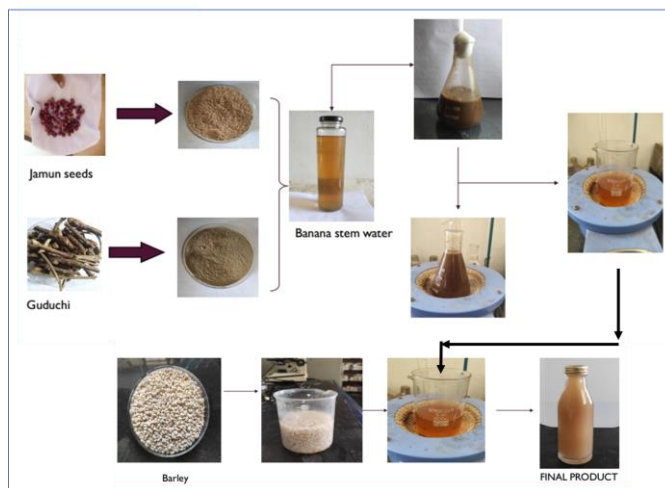 Jamun seeds
Banana stem water
Guduchi
Barley
FINAL PRODUCT